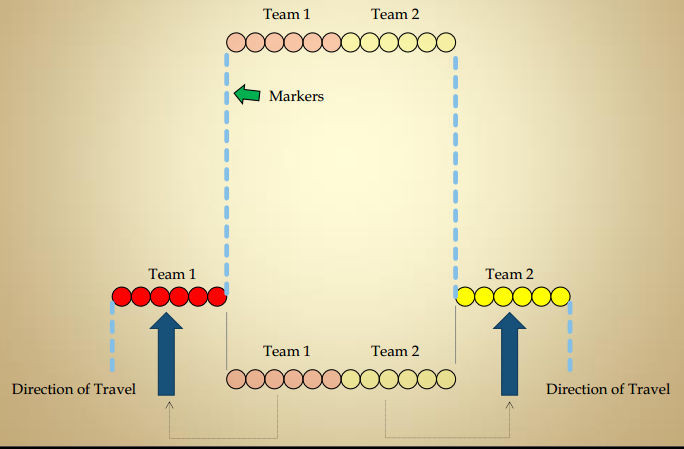 Team 1
Team 2
Markers
Team 1
Team 2
Team 1
Team 2
Direction of Travel
Direction of Travel